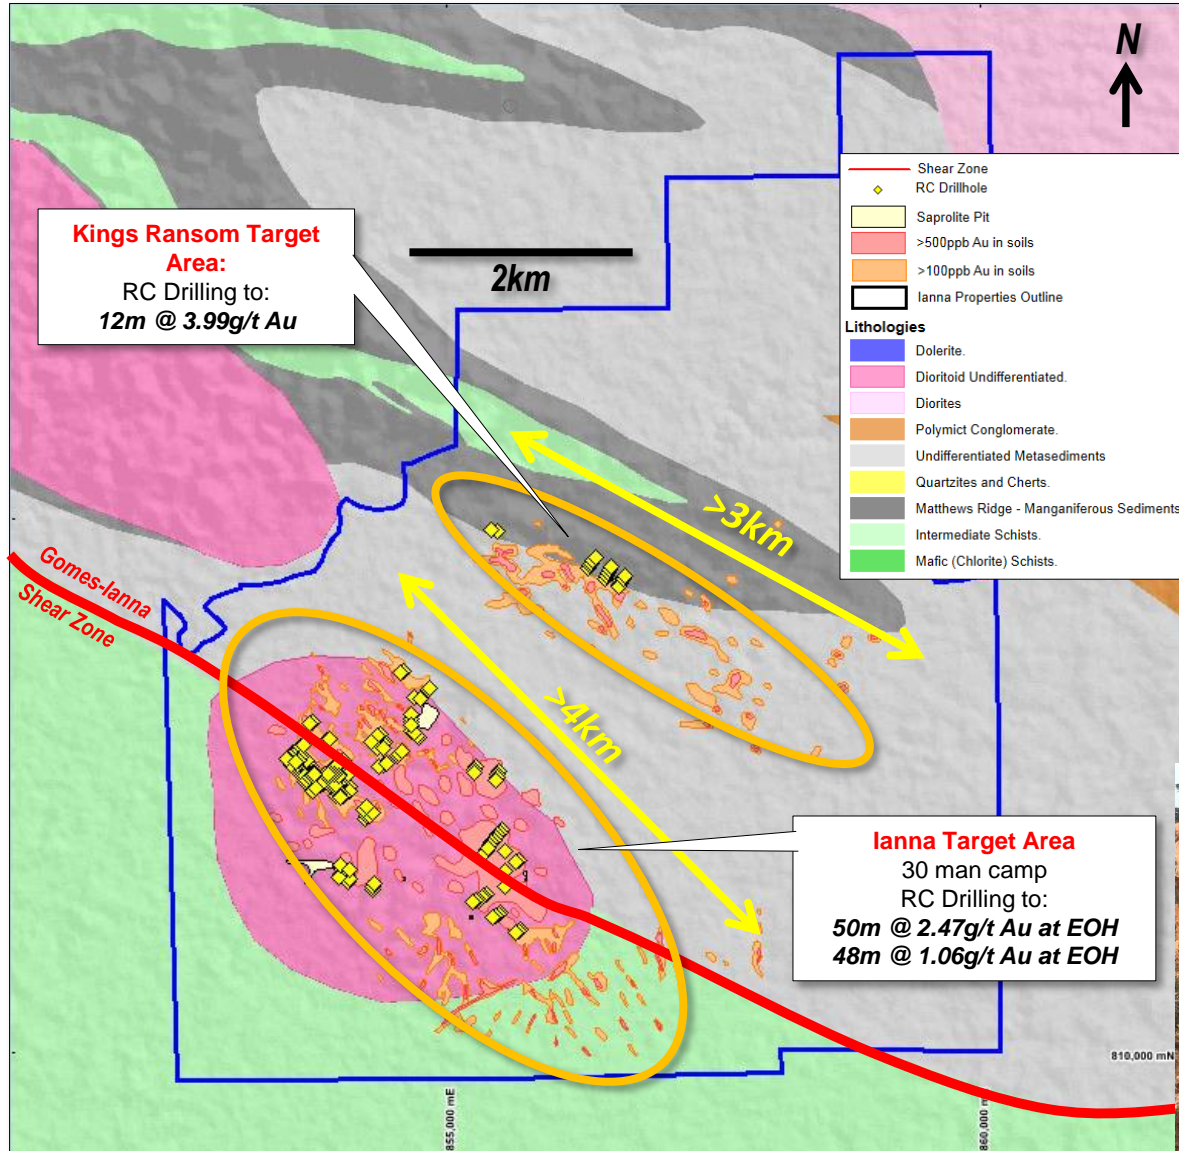 N
Shear Zone
RC Drillhole
Saprolite Pit
>500ppb Au in soils
>100ppb Au in soils
Ianna Properties Outline
Lithologies
Dolerite.
Dioritoid Undifferentiated.
Diorites
Polymict Conglomerate.
Undifferentiated Metasediments
Quartzites and Cherts.
Matthews Ridge - Manganiferous Sediments
Intermediate Schists.
Mafic (Chlorite) Schists.
Kings Ransom Target
Area:
RC Drilling to:
12m @ 3.99g/t Au
2km
>3km
Gomes-Ianna
Shear Zone
>4km
Ianna Target Area
30 man camp
RC Drilling to:
50m @ 2.47g/t Au at EOH
48m @ 1.06g/t Au at EOH
810,000 mN
855,000 mE
860,000 m